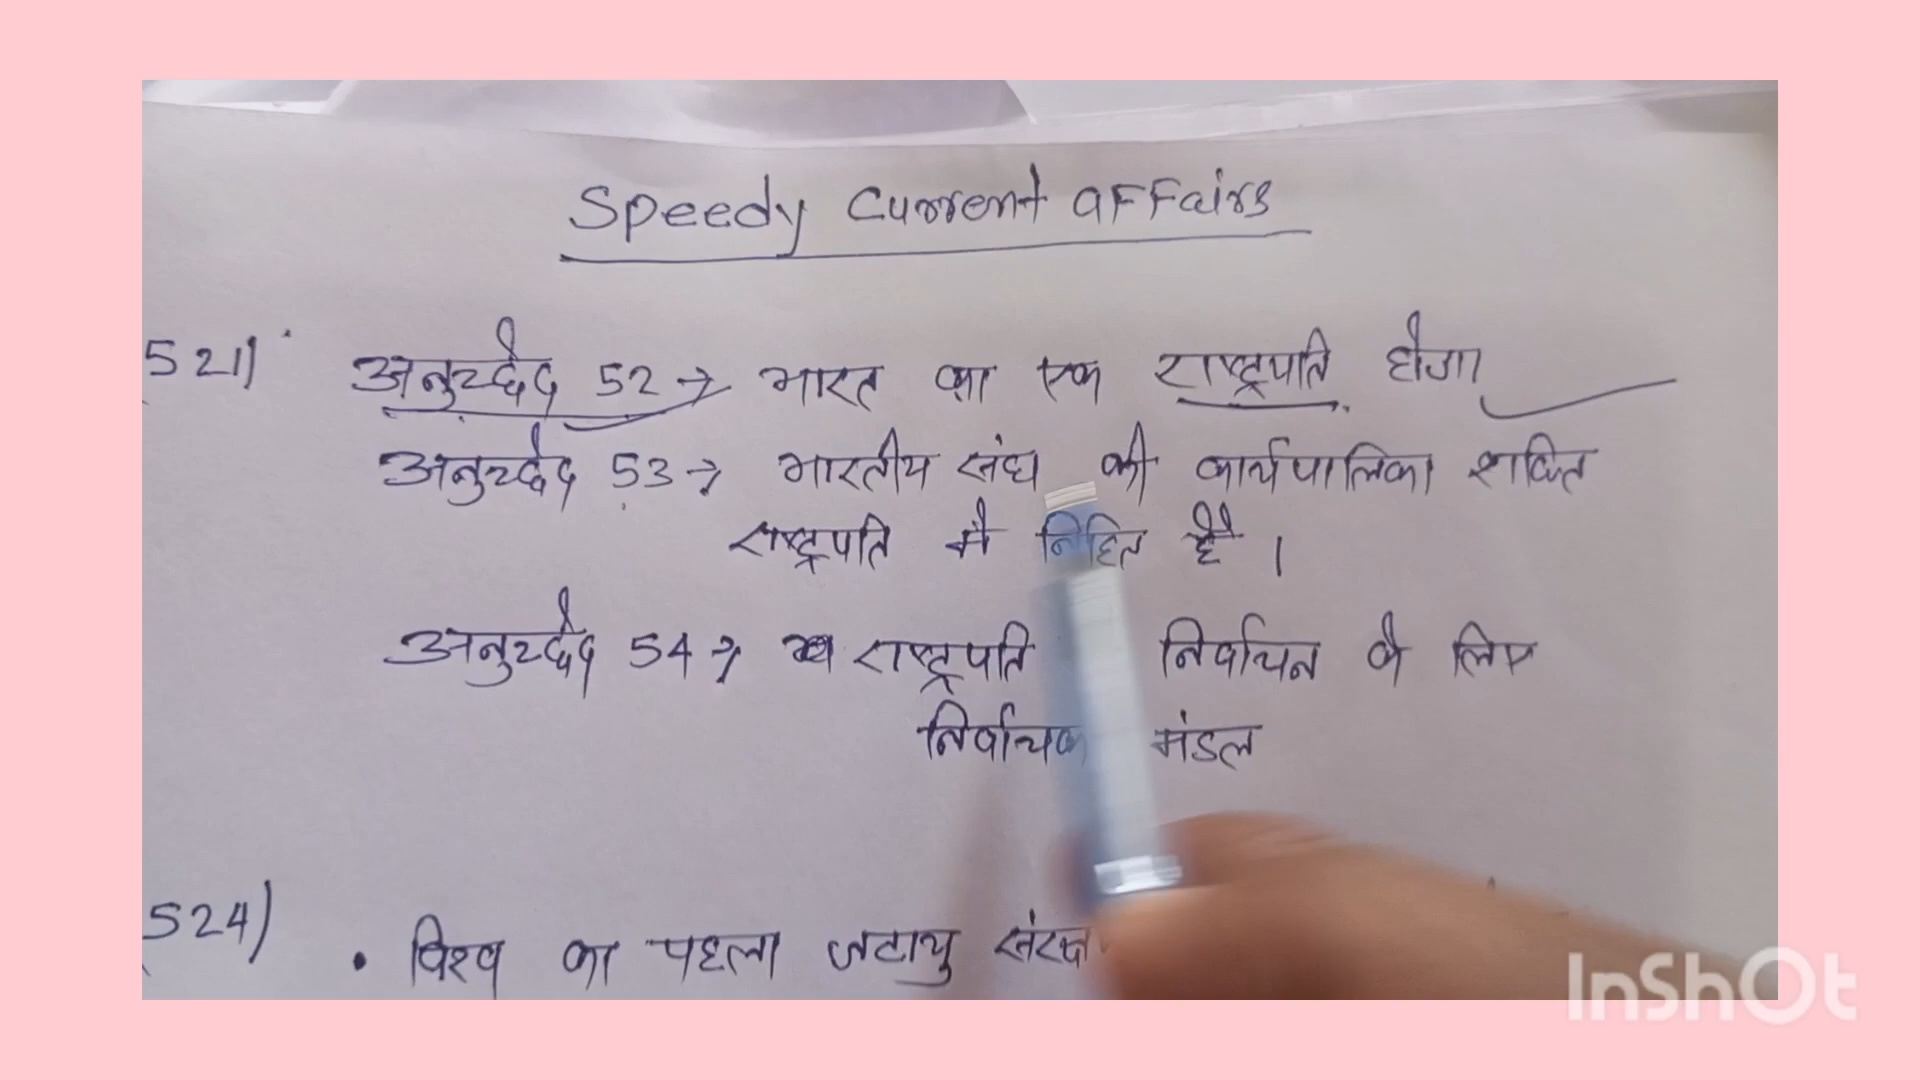 Speedy Current affairs
521) अनुच्छेद 52 → भारत का एक राष्ट्रपति होगा
अनुच्छेद 53 → भारतीय संघ की कार्यपालिका शक्ति
राष्ट्रपति में निहित है ।
अनुच्छेद 54 → राष्ट्रपति निर्वाचन के लिए
निर्वाचक मंडल
524) • विश्व का पहला जटायु
InShOt